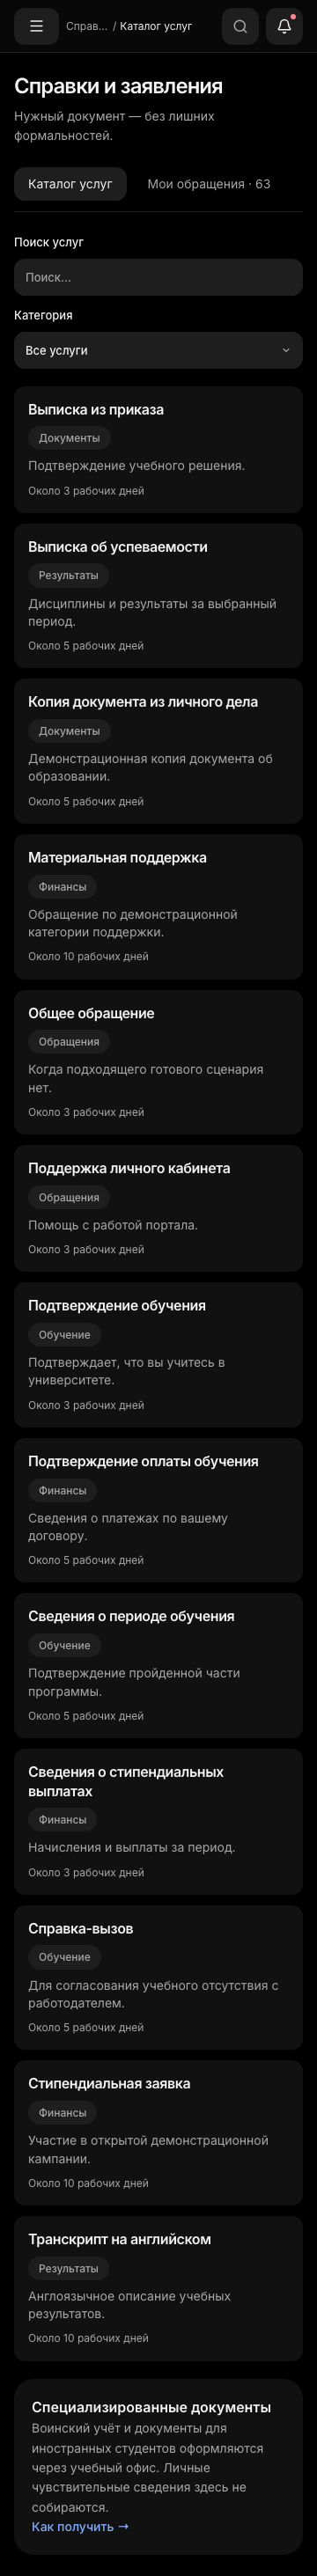 Справ... / Каталог услуг
Справки и заявления
Нужный документ — без лишних
формальностей.
Каталог услуг
Мои обращения · 63
Поиск услуг
Поиск...
Категория
Все услуги
Выписка из приказа
Документы
Подтверждение учебного решения.
Около 3 рабочих дней
Выписка об успеваемости
Результаты
Дисциплины и результаты за выбранный
период.
Около 5 рабочих дней
Копия документа из личного дела
Документы
Демонстрационная копия документа об
образовании.
Около 5 рабочих дней
Материальная поддержка
Финансы
Обращение по демонстрационной
категории поддержки.
Около 10 рабочих дней
Общее обращение
Обращения
Когда подходящего готового сценария
нет.
Около 3 рабочих дней
Поддержка личного кабинета
Обращения
Помощь с работой портала.
Около 3 рабочих дней
Подтверждение обучения
Обучение
Подтверждает, что вы учитесь в
университете.
Около 3 рабочих дней
Подтверждение оплаты обучения
Финансы
Сведения о платежах по вашему
договору.
Около 5 рабочих дней
Сведения о периоде обучения
Обучение
Подтверждение пройденной части
программы.
Около 5 рабочих дней
Сведения о стипендиальных
выплатах
Финансы
Начисления и выплаты за период.
Около 3 рабочих дней
Справка-вызов
Обучение
Для согласования учебного отсутствия с
работодателем.
Около 5 рабочих дней
Стипендиальная заявка
Финансы
Участие в открытой демонстрационной
кампании.
Около 10 рабочих дней
Транскрипт на английском
Результаты
Англоязычное описание учебных
результатов.
Около 10 рабочих дней
Специализированные документы
Воинский учёт и документы для
иностранных студентов оформляются
через учебный офис. Личные
чувствительные сведения здесь не
собираются.
Как получить →